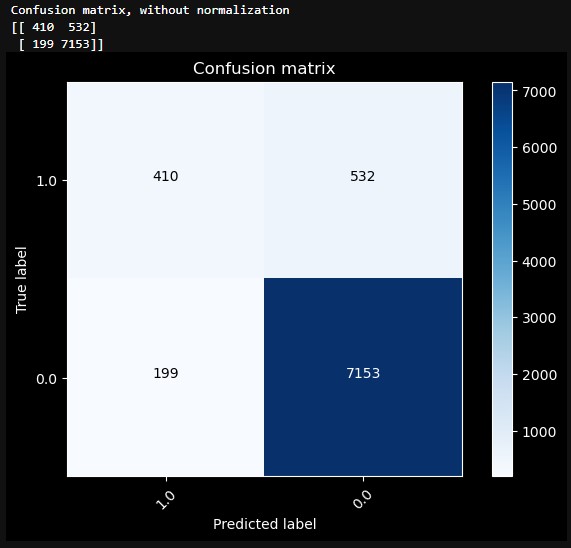 Confusion matrix, without normalization
[[ 410  532]
 [ 199 7153]]
Confusion matrix
7000
6000
5000
4000
3000
2000
1000
True label
1.0
410
532
0.0
199
7153
1.0
0.0
Predicted label